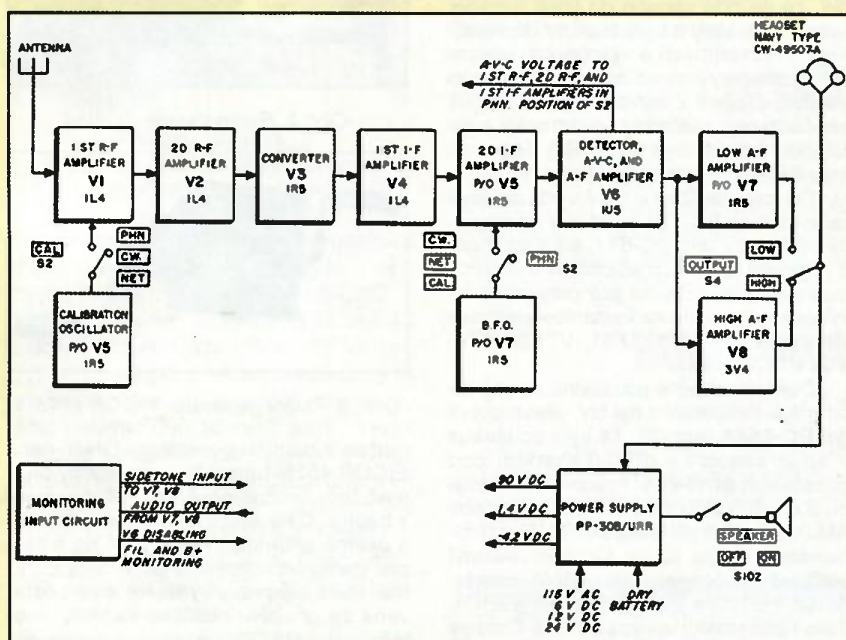 HEADSET
NAVY TYPE
CW-49507-A
ANTENNA
A-V-C VOLTAGE TO
1ST R-F, 2D R-F, AND
1ST I-F AMPLIFIERS IN
PHN. POSITION OF S2
1ST R-F
AMPLIFIER
V1
1L4
2D R-F
AMPLIFIER
V2
1L4
CONVERTER
V3
1R5
1ST I-F
AMPLIFIER
V4
1L4
2D I-F
AMPLIFIER
P/O V5
1R5
DETECTOR,
A-V-C, AND
A-F AMPLIFIER
V6
1U5
LOW A-F
AMPLIFIER
P/O V7
1R5
CAL
S2
PHN
CW.
NET
CW.
NET
CAL
PHN
S2
OUTPUT
S4
LOW
HIGH
CALIBRATION
OSCILLATOR
P/O V5
1R5
B.F.O.
P/O V7
1R5
HIGH A-F
AMPLIFIER
V8
3V4
MONITORING
INPUT CIRCUIT
SIDETONE INPUT
TO V7, V8
AUDIO OUTPUT
FROM V7, V8
V6 DISABLING
FIL AND B+
MONITORING
90 V DC
1.4 V DC
-4.2 V DC
POWER SUPPLY
PP-308/URR
SPEAKER
OFF ON
S102
115 V AC
6 V DC
12 V DC
24 V DC
DRY
BATTERY